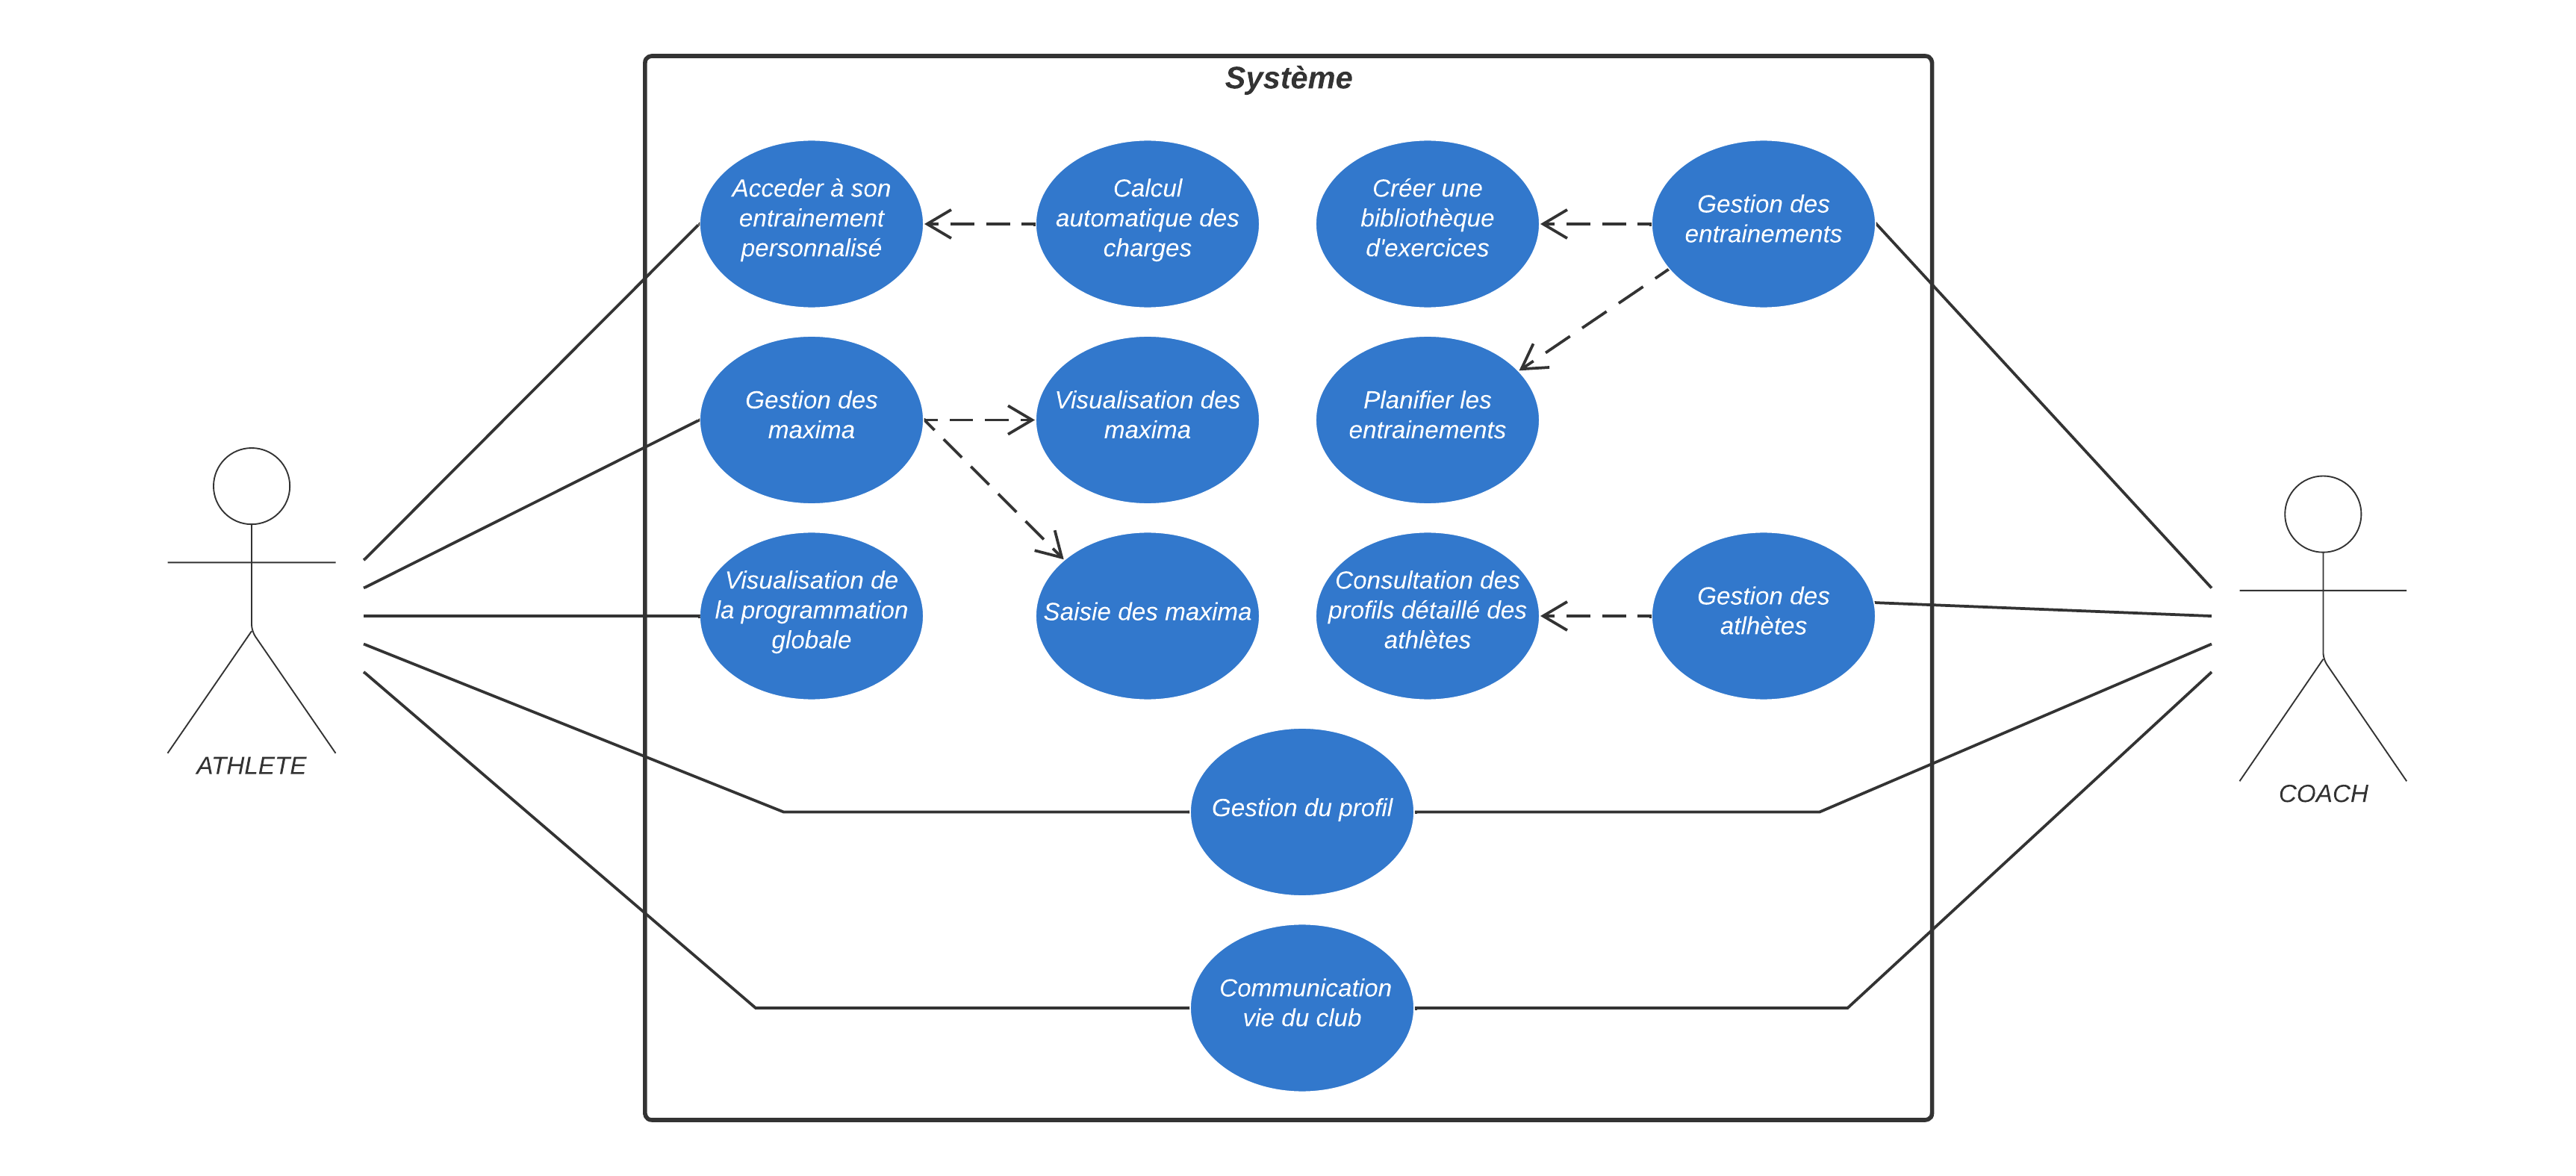 Système
Acceder à son
entrainement
personnalisé
Calcul
automatique des
charges
Créer une
bibliothèque
d'exercices
Gestion des
entrainements
Gestion des
maxima
Visualisation des
maxima
Planifier les
entrainements
Visualisation de
la programmation
globale
Saisie des maxima
Consultation des
profils détaillé des
athlètes
Gestion des
atlhètes
ATHLETE
COACH
Gestion du profil
Communication
vie du club